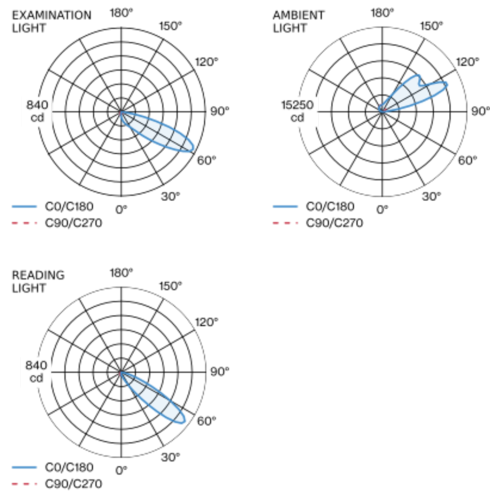 EXAMINATION
LIGHT
180°
150°
120°
840
cd
90°
60°
30°
0°
C0/C180
C90/C270
AMBIENT
LIGHT
180°
150°
120°
15250
cd
90°
60°
30°
0°
C0/C180
C90/C270
READING
LIGHT
180°
150°
120°
840
cd
90°
60°
30°
0°
C0/C180
C90/C270